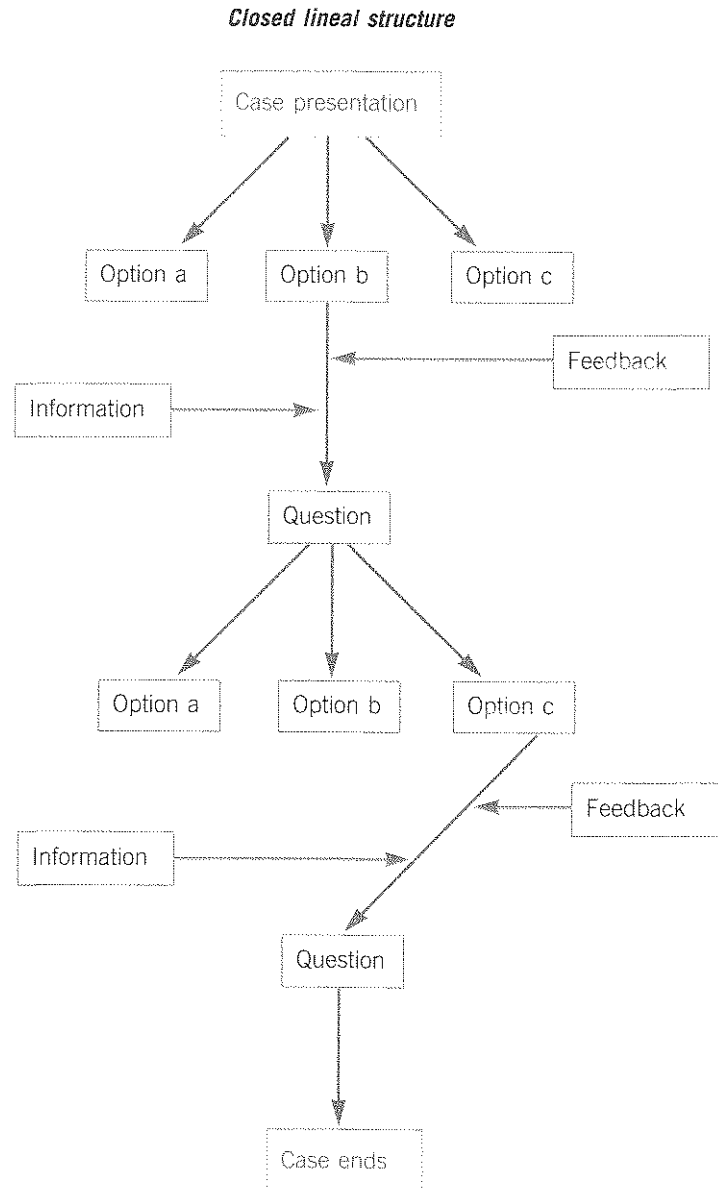 Closed lineal structure
Case presentation
Option a
Option b
Option c
Feedback
Information
Question
Option a
Option b
Option c
Feedback
Information
Question
Case ends